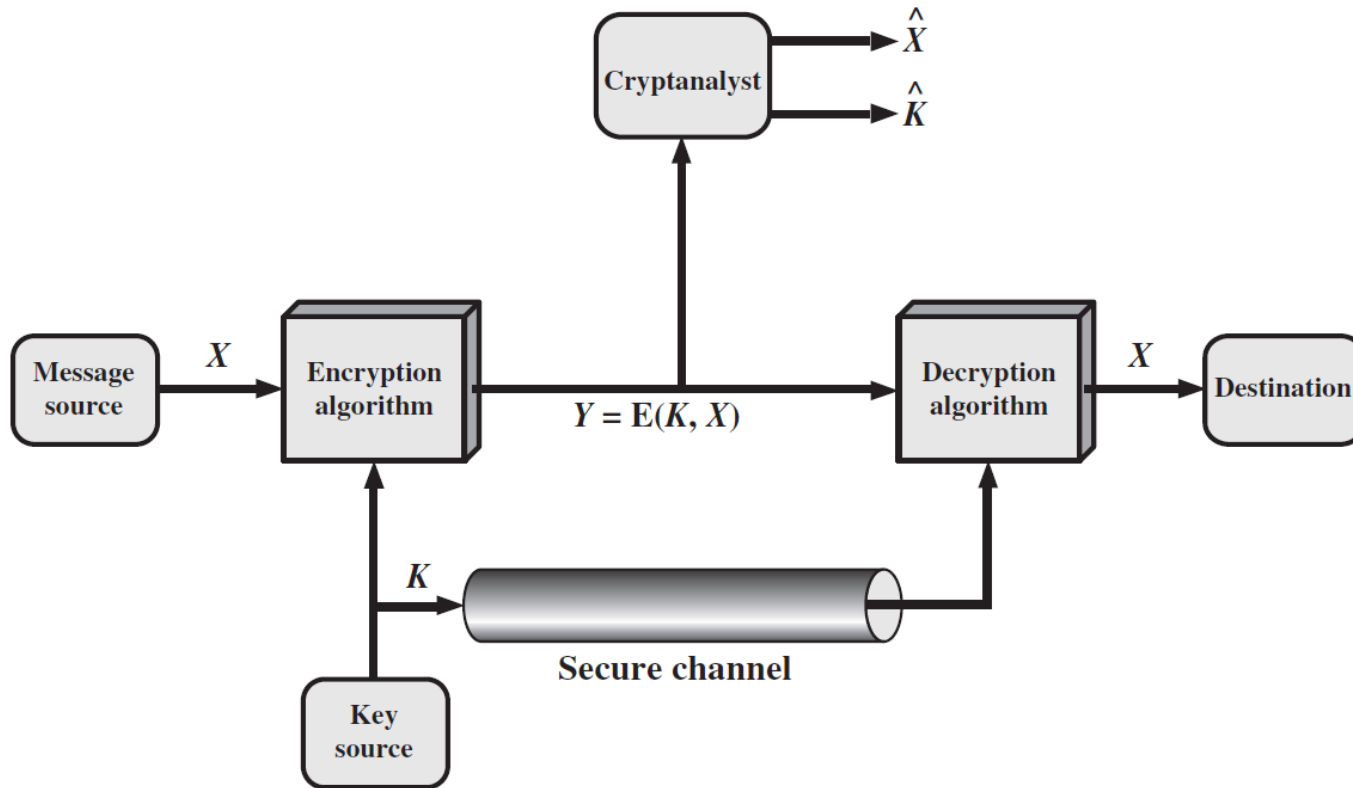 X̂
Cryptanalyst
K̂
Message
source
X
Encryption
algorithm
Y = E(K, X)
Decryption
algorithm
X
Destination
K
Secure channel
Key
source